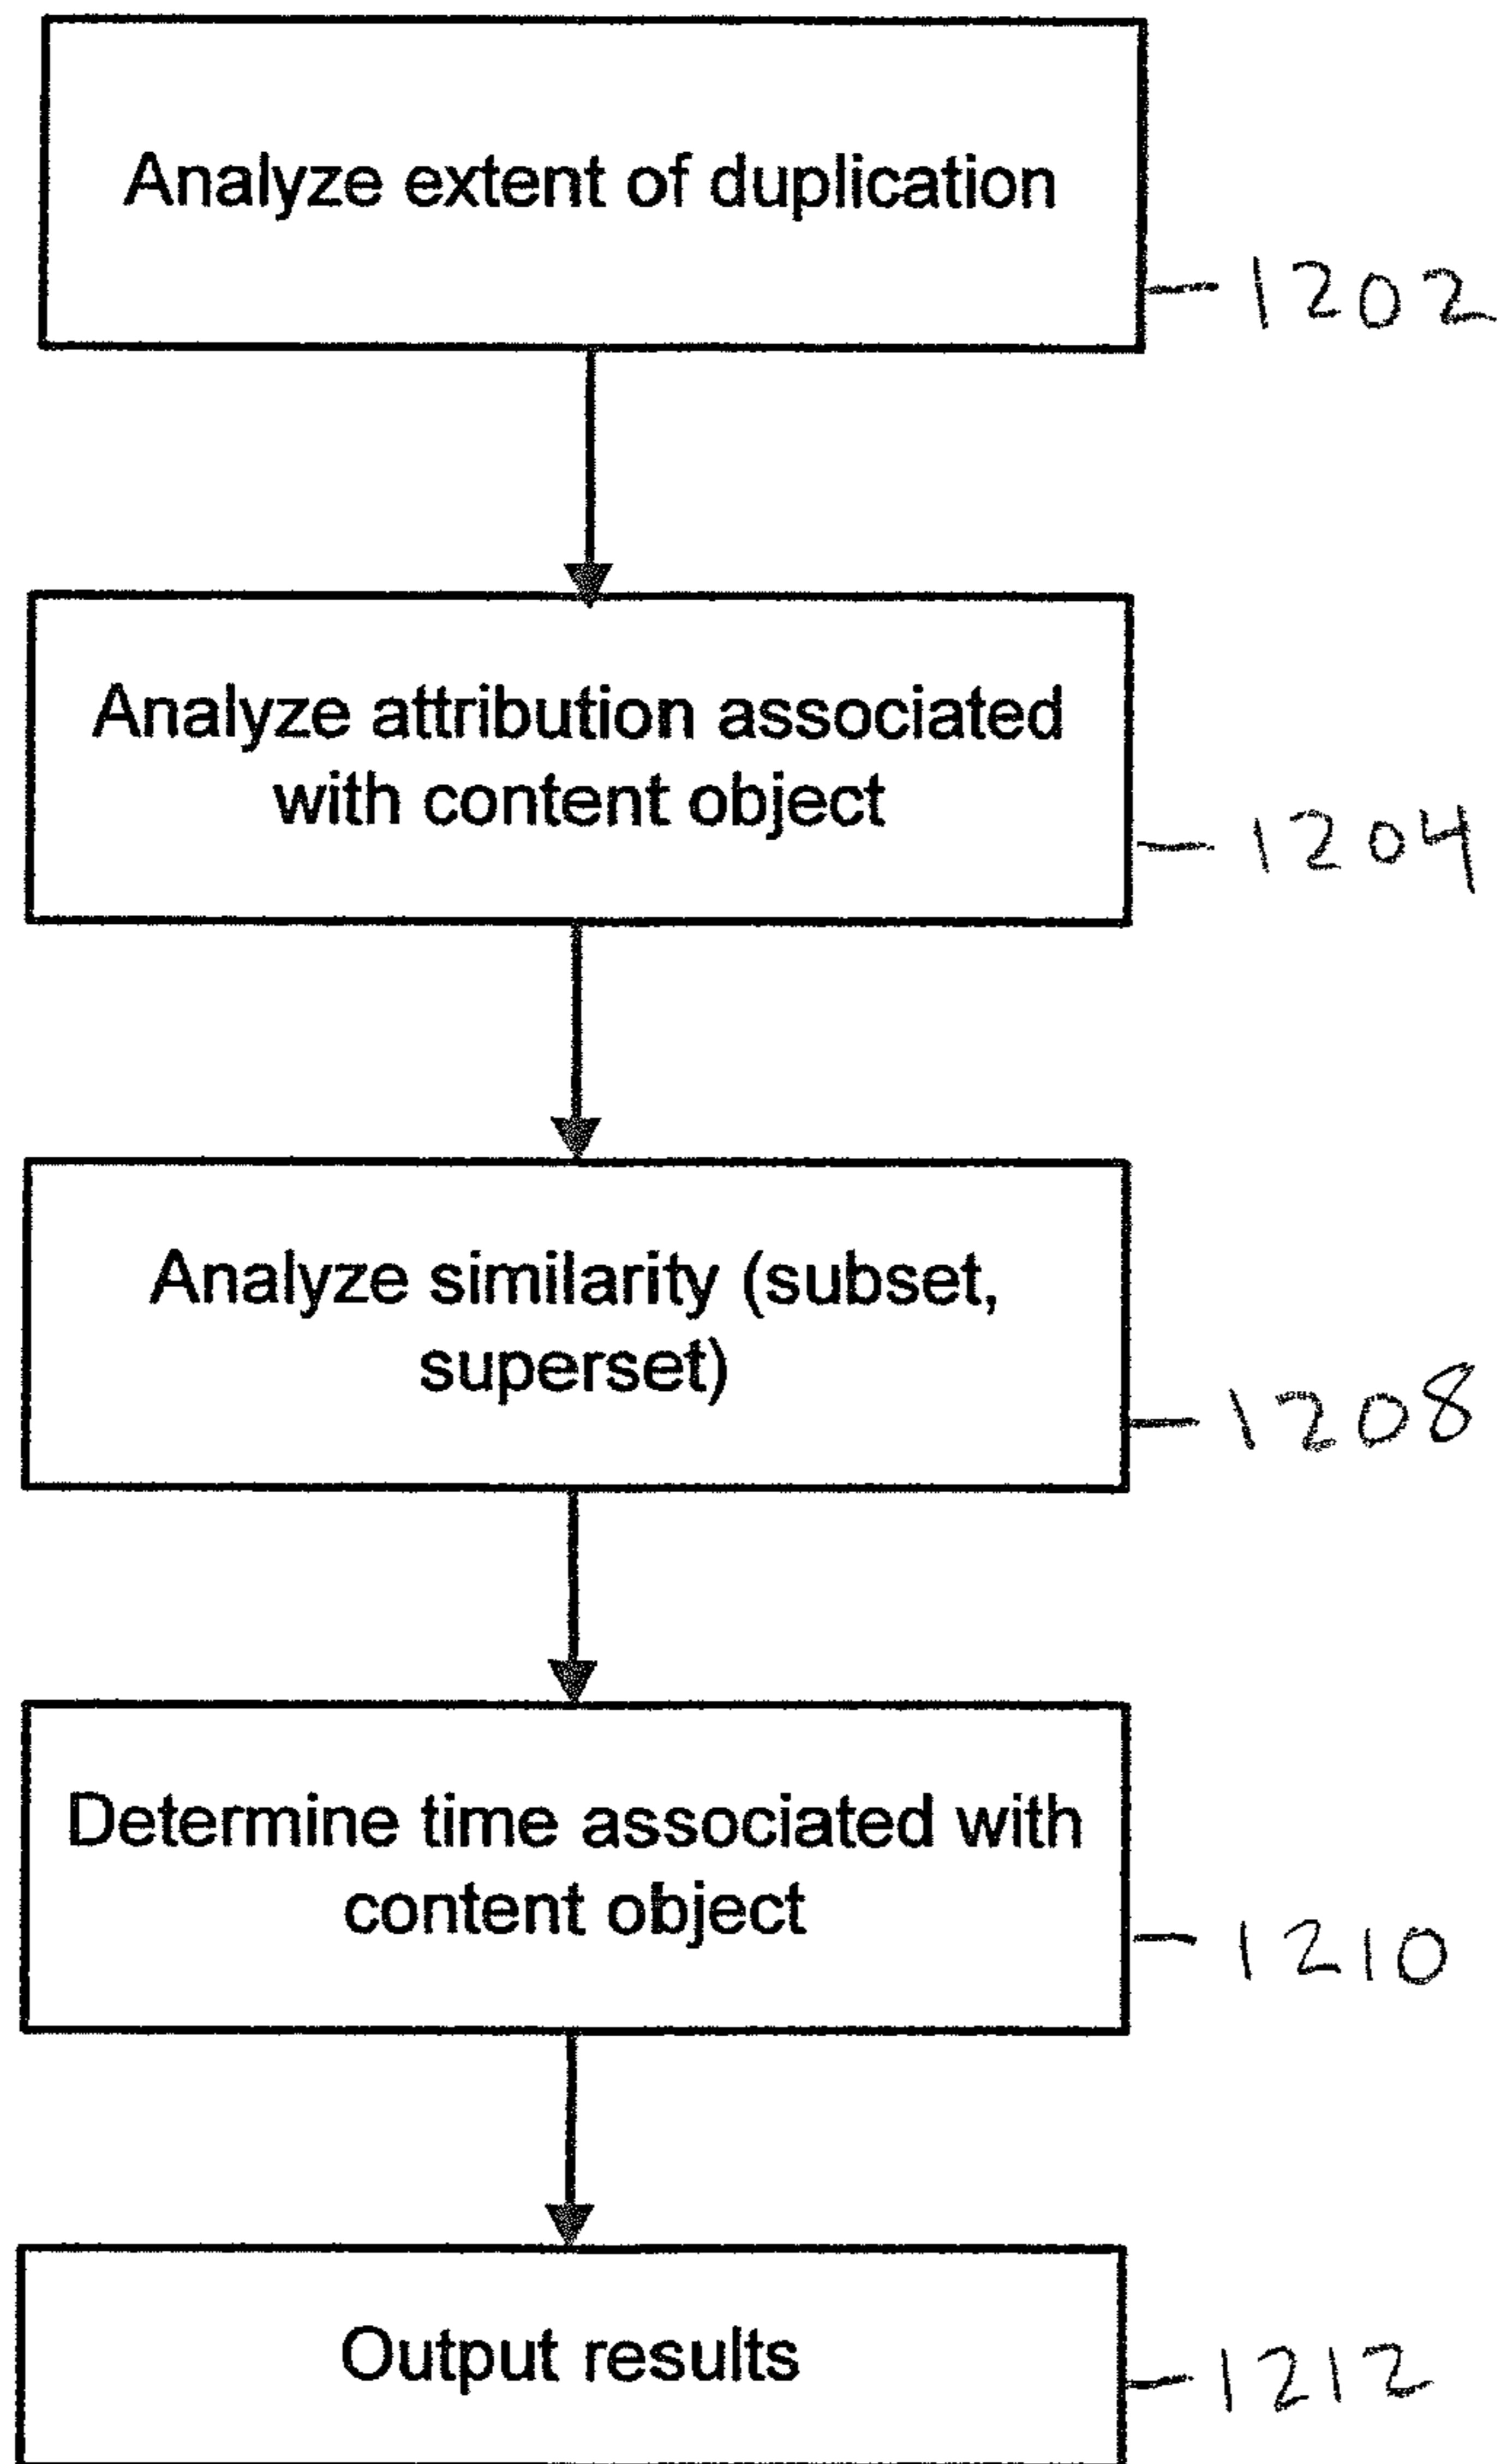 Analyze extent of duplication
1202
Analyze attribution associated
with content object
1204
Analyze similarity (subset,
superset)
1208
Determine time associated with
content object
1210
Output results
1212